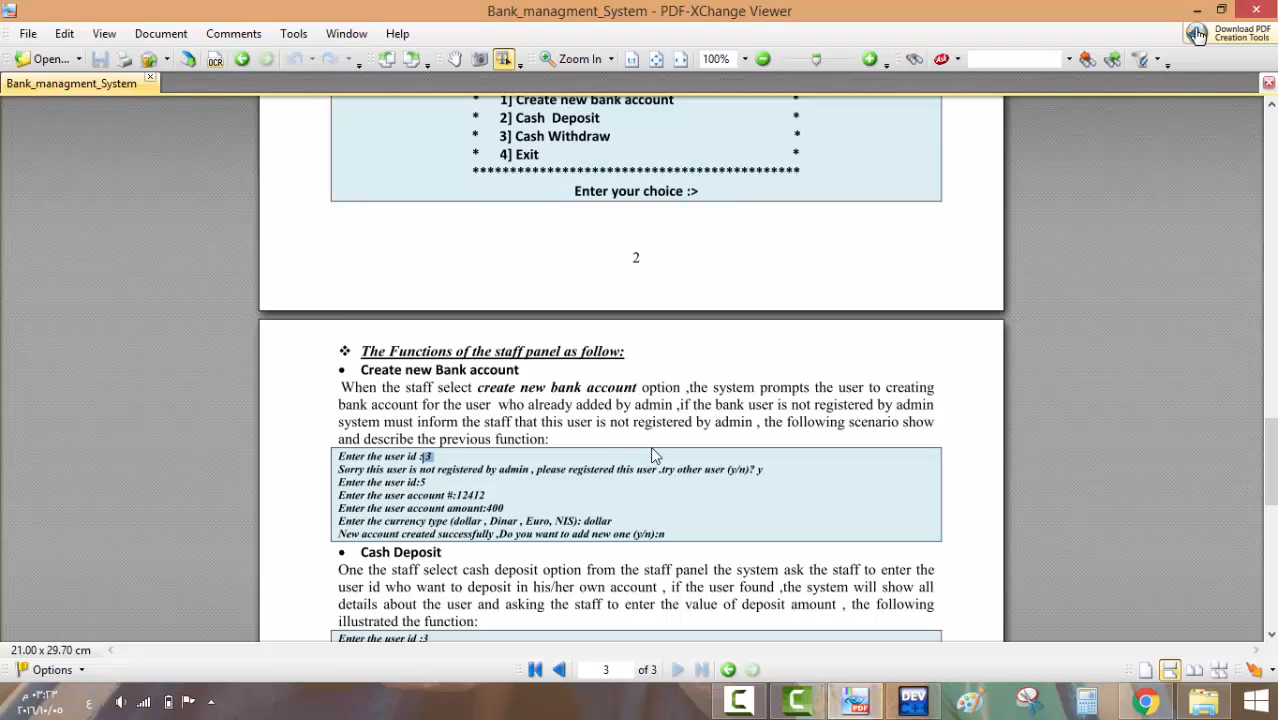 Bank_managment_System - PDF-XChange Viewer
File Edit View Document Comments Tools Window Help
Download PDF
Creation Tools
Open... OCR Zoom In 1:1 100%
Bank_managment_System
* 1] Create new bank account *
* 2] Cash Deposit *
* 3] Cash Withdraw *
* 4] Exit *
********************************************
Enter your choice :>
2
❖ The Functions of the staff panel as follow:
• Create new Bank account
When the staff select create new bank account option ,the system prompts the user to creating
bank account for the user who already added by admin ,if the bank user is not registered by admin
system must inform the staff that this user is not registered by admin , the following scenario show
and describe the previous function:
Enter the user id :3
Sorry this user is not registered by admin , please registered this user .try other user (y/n)? y
Enter the user id:5
Enter the user account #:12412
Enter the user account amount:400
Enter the currency type (dollar , Dinar , Euro, NIS): dollar
New account created successfully ,Do you want to add new one (y/n):n
• Cash Deposit
One the staff select cash deposit option from the staff panel the system ask the staff to enter the
user id who want to deposit in his/her own account , if the user found ,the system will show all
details about the user and asking the staff to enter the value of deposit amount , the following
illustrated the function:
Enter the user id :3
21.00 x 29.70 cm
Options 3 of 3
PDF DEV
٠٣:٢٣ م
٢٠١٦/١٠/٠٥
ع